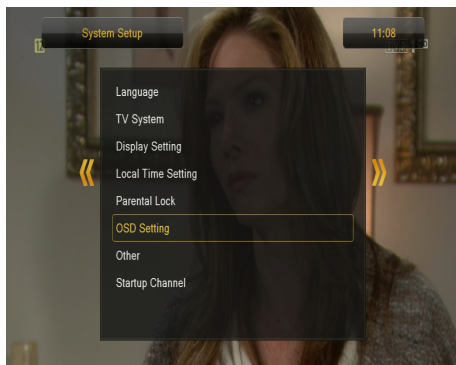 System Setup
11:08
Language
TV System
Display Setting
Local Time Setting
Parental Lock
OSD Setting
Other
Startup Channel